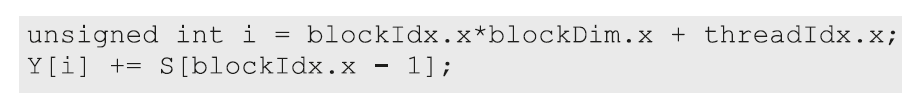 unsigned int i = blockIdx.x*blockDim.x + threadIdx.x;
Y[i] += S[blockIdx.x - 1];